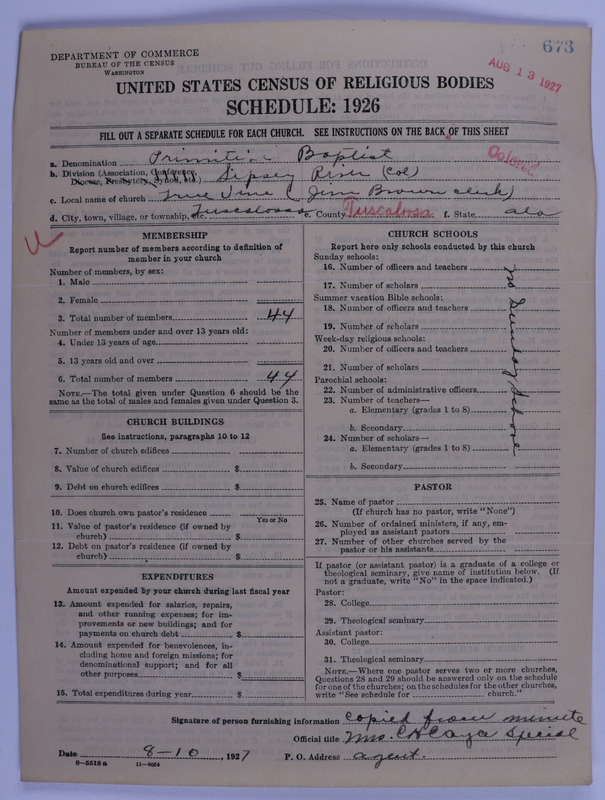 673
DEPARTMENT OF COMMERCE
BUREAU OF THE CENSUS
WASHINGTON
AUG 13 1927
UNITED STATES CENSUS OF RELIGIOUS BODIES
SCHEDULE: 1926
FILL OUT A SEPARATE SCHEDULE FOR EACH CHURCH. SEE INSTRUCTIONS ON THE BACK OF THIS SHEET
a. Denomination Primitive Baptist
Colored
b. Division (Association, Conference, Diocese, Presbytery, Synod, etc.) Sipsey River (Col)
c. Local name of church True Vine (Jim Brown clerk)
d. City, town, village, or township, etc. Tuscaloosa e. County Tuscaloosa f. State ala
MEMBERSHIP
Report number of members according to definition of
member in your church
Number of members, by sex:
1. Male
2. Female
3. Total number of members 44
Number of members under and over 13 years old:
4. Under 13 years of age
5. 13 years old and over
6. Total number of members 44
NOTE.—The total given under Question 6 should be the
same as the total of males and females given under Question 3.
CHURCH BUILDINGS
See instructions, paragraphs 10 to 12
7. Number of church edifices
8. Value of church edifices $
9. Debt on church edifices $
10. Does church own pastor's residence
Yes or No
11. Value of pastor's residence (if owned by
church) $
12. Debt on pastor's residence (if owned by
church) $
EXPENDITURES
Amount expended by your church during last fiscal year
13. Amount expended for salaries, repairs,
and other running expenses; for im-
provements or new buildings; and for
payments on church debt $
14. Amount expended for benevolences, in-
cluding home and foreign missions; for
denominational support; and for all
other purposes $
15. Total expenditures during year $
CHURCH SCHOOLS
Report here only schools conducted by this church
Sunday schools:
16. Number of officers and teachers
17. Number of scholars
Summer vacation Bible schools:
18. Number of officers and teachers
19. Number of scholars
Week-day religious schools:
20. Number of officers and teachers
21. Number of scholars
Parochial schools:
22. Number of administrative officers
23. Number of teachers—
a. Elementary (grades 1 to 8)
b. Secondary
24. Number of scholars—
a. Elementary (grades 1 to 8)
b. Secondary
no Sunday School
PASTOR
25. Name of pastor
(If church has no pastor, write "None")
26. Number of ordained ministers, if any, em-
ployed as assistant pastors
27. Number of other churches served by the
pastor or his assistants
If pastor (or assistant pastor) is a graduate of a college or
theological seminary, give name of institution below. (If
not a graduate, write "No" in the space indicated.)
Pastor:
28. College
29. Theological seminary
Assistant pastor:
30. College
31. Theological seminary
NOTE.—Where one pastor serves two or more churches,
Questions 28 and 29 should be answered only on the schedule
for one of the churches; on the schedules for the other churches,
write "See schedule for church."
Signature of person furnishing information Copied from minute
Official title Mrs. C H Special
Date 8-10, 1927 P. O. Address agent.
8—5518 a 11—9054